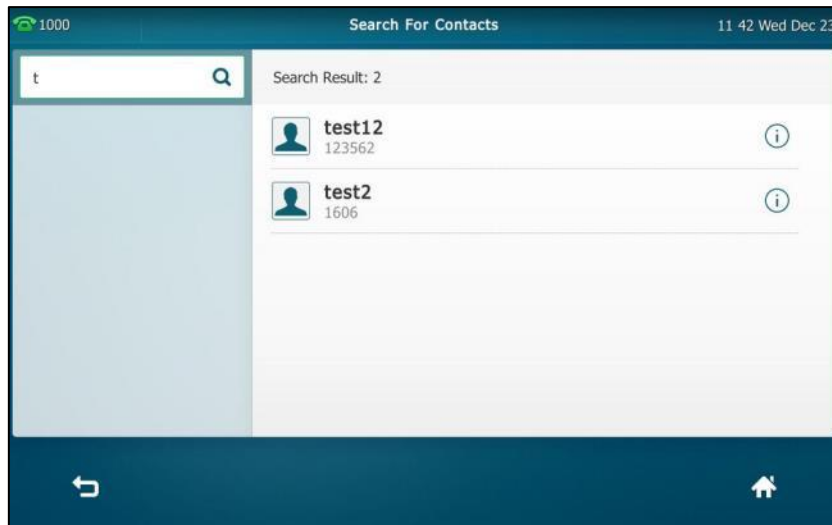 1000 Search For Contacts 11 42 Wed Dec 23
t
Search Result: 2
test12
123562
test2
1606